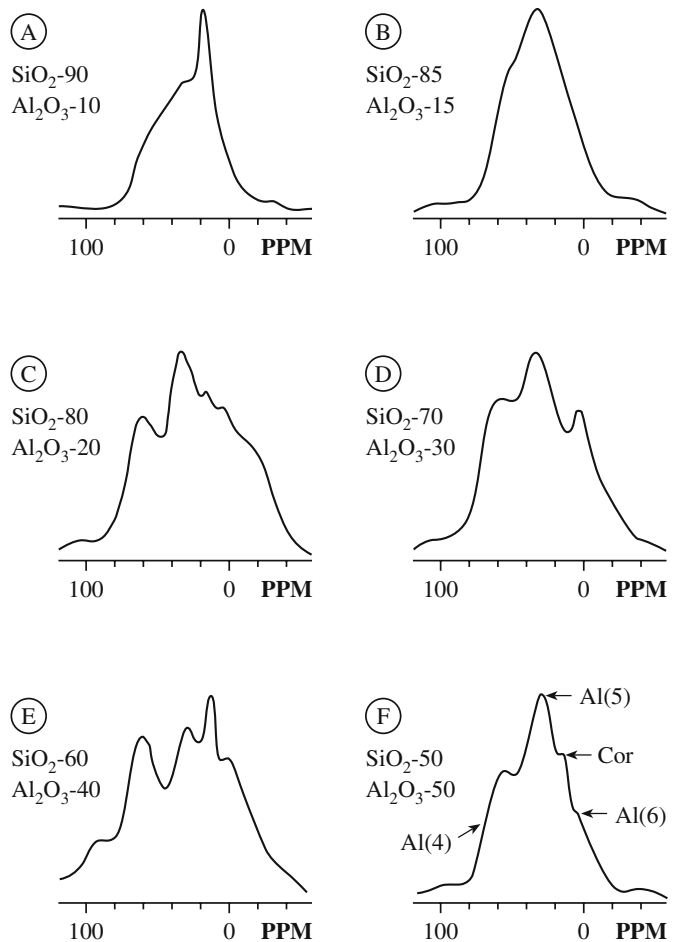 A
SiO₂-90
Al₂O₃-10
100 0 PPM
B
SiO₂-85
Al₂O₃-15
100 0 PPM
C
SiO₂-80
Al₂O₃-20
100 0 PPM
D
SiO₂-70
Al₂O₃-30
100 0 PPM
E
SiO₂-60
Al₂O₃-40
100 0 PPM
F
SiO₂-50
Al₂O₃-50
Al(5)
Cor
Al(6)
Al(4)
100 0 PPM